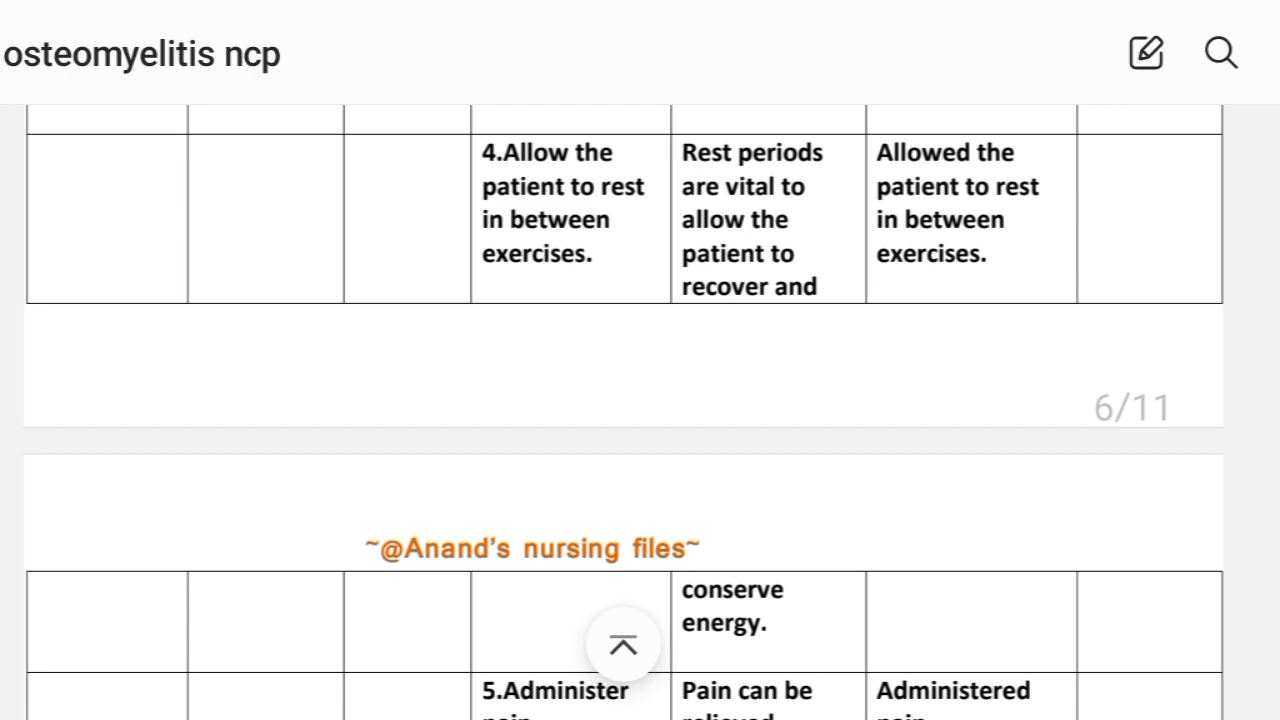 osteomyelitis ncp
4.Allow the
patient to rest
in between
exercises.
Rest periods
are vital to
allow the
patient to
recover and
Allowed the
patient to rest
in between
exercises.
6/11
~@Anand's nursing files~
conserve
energy.
5.Administer
Pain can be
Administered